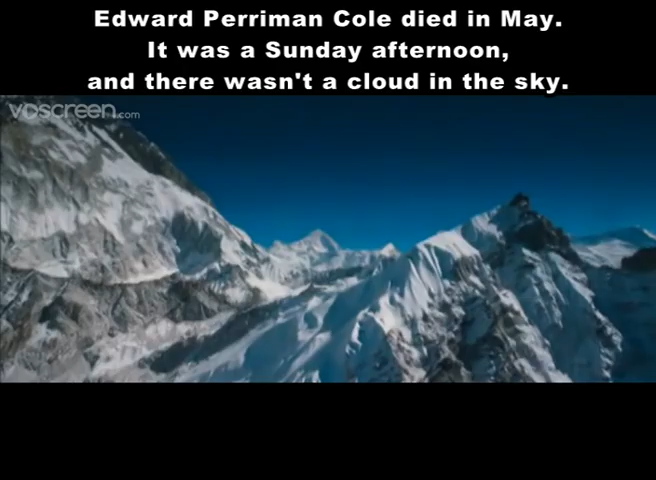 Edward Perriman Cole died in May.
It was a Sunday afternoon,
and there wasn't a cloud in the sky.
voscreen.com